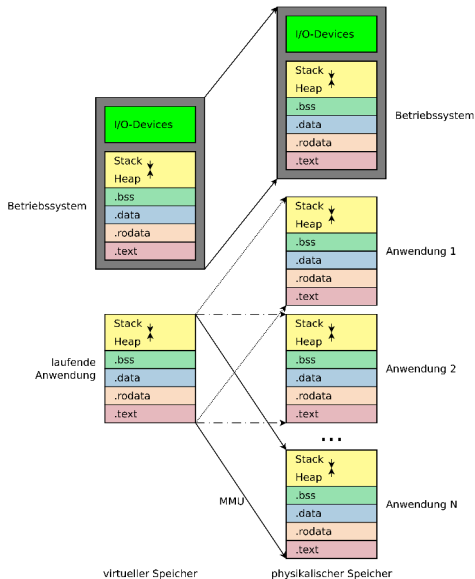 I/O-Devices
Stack
Heap
.bss
.data
.rodata
.text
Betriebssystem
I/O-Devices
Stack
Heap
.bss
.data
.rodata
.text
Betriebssystem
Stack
Heap
.bss
.data
.rodata
.text
Anwendung 1
Stack
Heap
.bss
.data
.rodata
.text
laufende
Anwendung
Stack
Heap
.bss
.data
.rodata
.text
Anwendung 2
...
Stack
Heap
.bss
.data
.rodata
.text
Anwendung N
MMU
virtueller Speicher
physikalischer Speicher